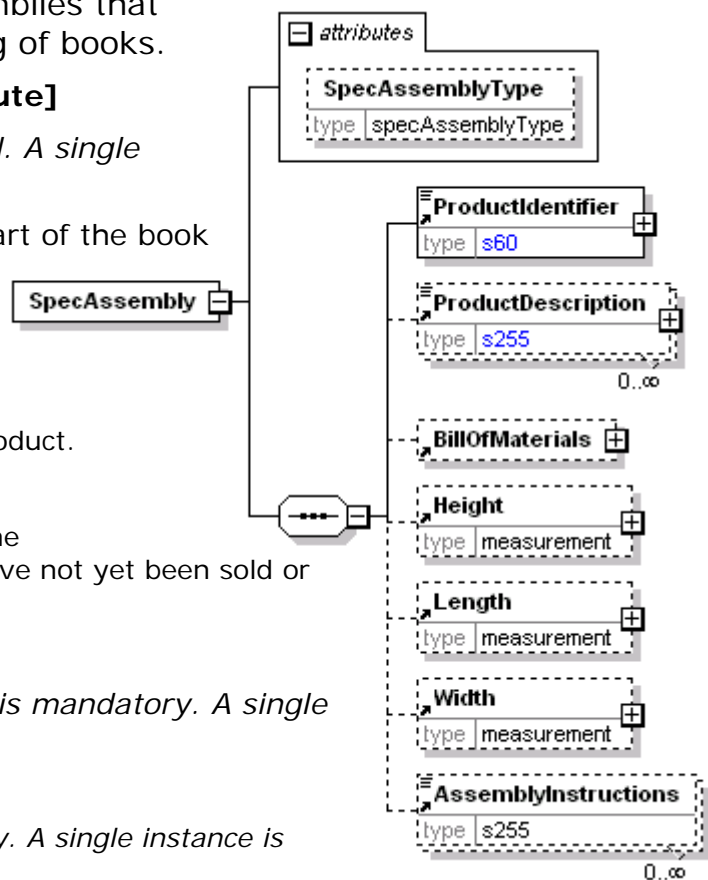 mblies that
g of books.
ute]
. A single
art of the book
oduct.
ne
ve not yet been sold or
is mandatory. A single
y. A single instance is
SpecAssembly
attributes
SpecAssemblyType
type specAssemblyType
ProductIdentifier
type s60
ProductDescription
type s255
0..∞
BillOfMaterials
Height
type measurement
Length
type measurement
Width
type measurement
AssemblyInstructions
type s255
0..∞